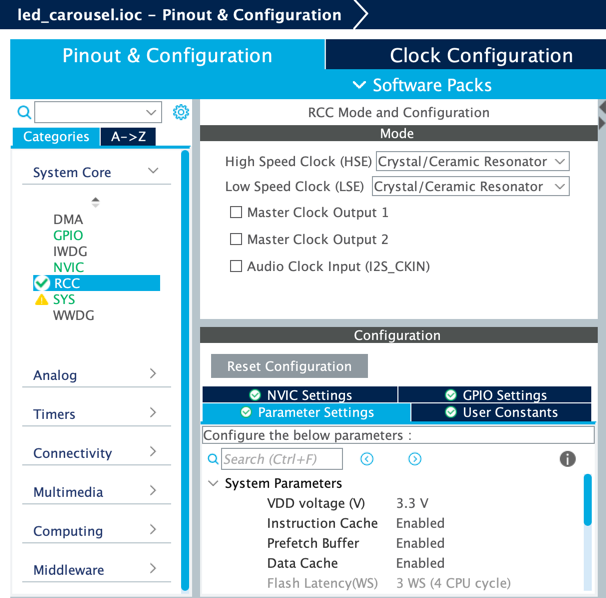 led_carousel.ioc – Pinout & Configuration
Pinout & Configuration
Clock Configuration
Software Packs
Categories A->Z
System Core
DMA
GPIO
IWDG
NVIC
RCC
SYS
WWDG
Analog
Timers
Connectivity
Multimedia
Computing
Middleware
RCC Mode and Configuration
Mode
High Speed Clock (HSE) Crystal/Ceramic Resonator
Low Speed Clock (LSE) Crystal/Ceramic Resonator
Master Clock Output 1
Master Clock Output 2
Audio Clock Input (I2S_CKIN)
Configuration
Reset Configuration
NVIC Settings GPIO Settings
Parameter Settings User Constants
Configure the below parameters :
Search (Ctrl+F)
System Parameters
VDD voltage (V) 3.3 V
Instruction Cache Enabled
Prefetch Buffer Enabled
Data Cache Enabled
Flash Latency(WS) 3 WS (4 CPU cycle)